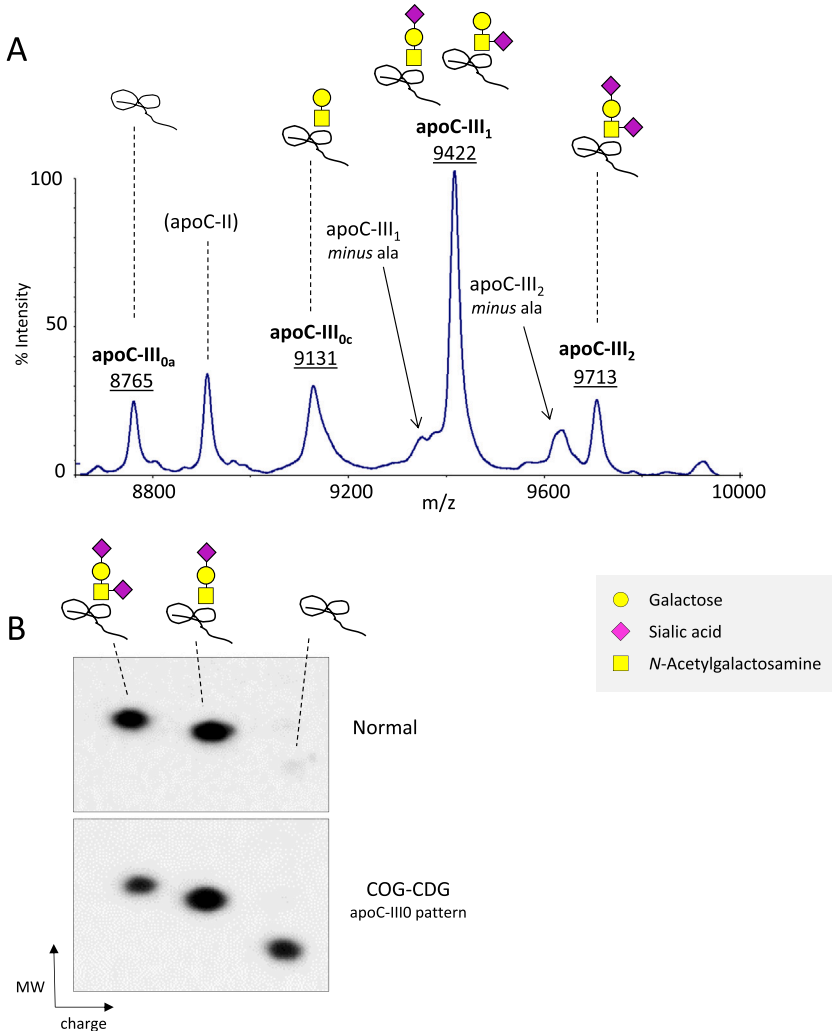 A
apoC-III₁
9422
100
(apoC-II)
apoC-III₁
minus ala
apoC-III₂
minus ala
% Intensity
50
apoC-III₀ₐ
8765
apoC-III₀c
9131
apoC-III₂
9713
0
8800
9200
9600
10000
m/z
B
Galactose
Sialic acid
N-Acetylgalactosamine
Normal
COG-CDG
apoC-III0 pattern
MW
charge